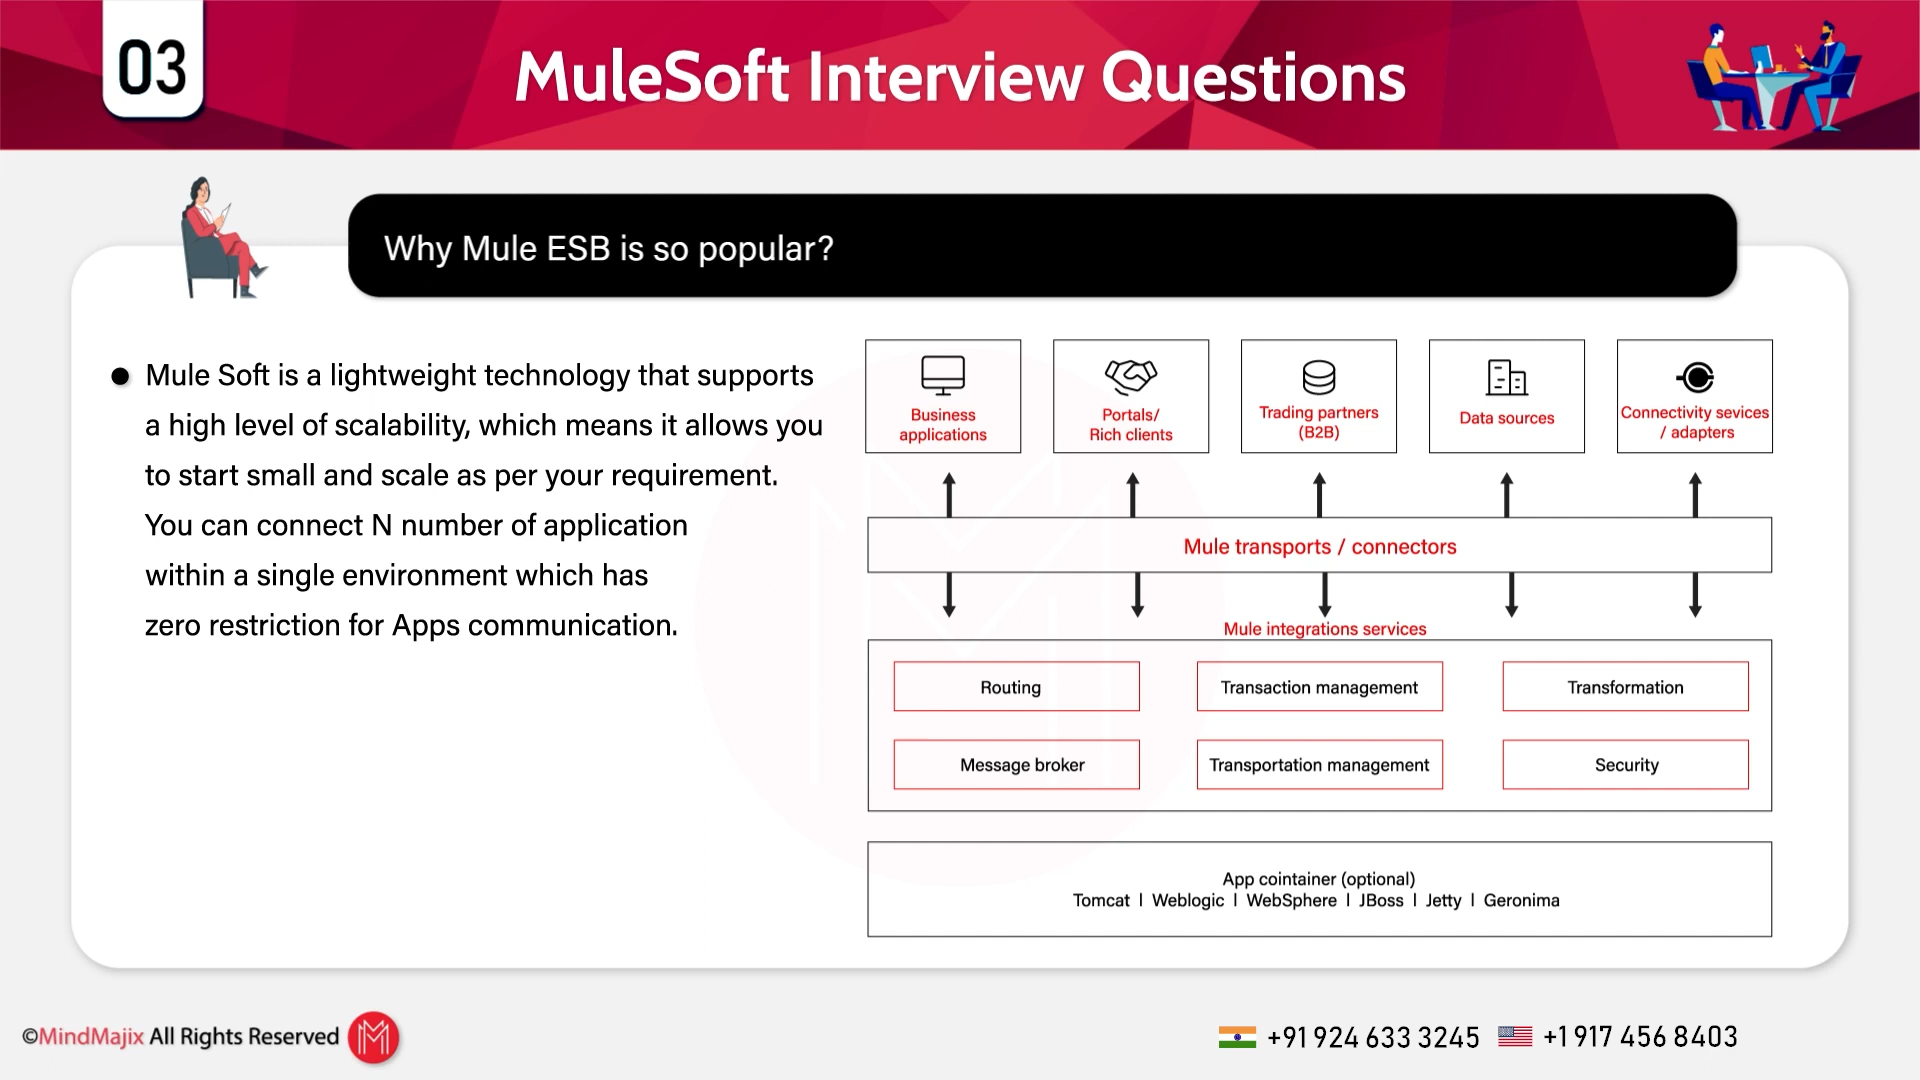 03
MuleSoft Interview Questions
Why Mule ESB is so popular?
Mule Soft is a lightweight technology that supports
a high level of scalability, which means it allows you
to start small and scale as per your requirement.
You can connect N number of application
within a single environment which has
zero restriction for Apps communication.
Business
applications
Portals/
Rich clients
Trading partners
(B2B)
Data sources
Connectivity sevices
/ adapters
Mule transports / connectors
Mule integrations services
Routing
Transaction management
Transformation
Message broker
Transportation management
Security
App cointainer (optional)
Tomcat | Weblogic | WebSphere | JBoss | Jetty | Geronima
©MindMajix All Rights Reserved
+91 924 633 3245
+1 917 456 8403